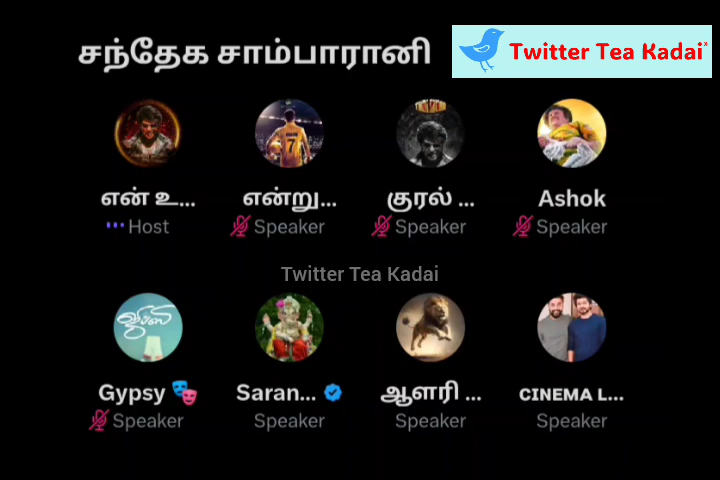 சந்தேக சாம்பாரானி
Twitter Tea Kadai
என் உ... என்று... குரல் ... Ashok
Host Speaker Speaker Speaker
Twitter Tea Kadai
Gypsy Saran... ஆளரி ... CINEMA L...
Speaker Speaker Speaker Speaker
ஜிப்ஸி
7